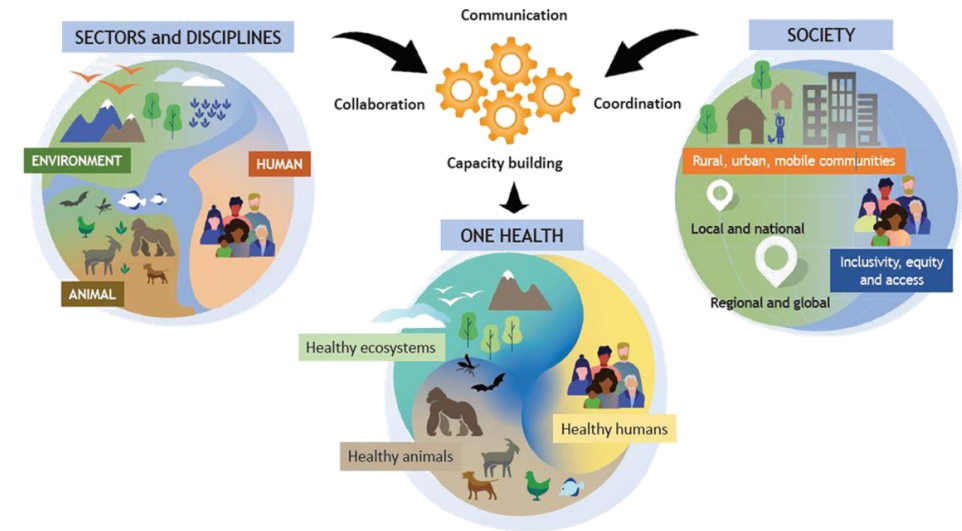 SECTORS and DISCIPLINES
ENVIRONMENT
HUMAN
ANIMAL
Communication
Collaboration
Coordination
Capacity building
SOCIETY
Rural, urban, mobile communities
Local and national
Regional and global
Inclusivity, equity
and access
ONE HEALTH
Healthy ecosystems
Healthy humans
Healthy animals